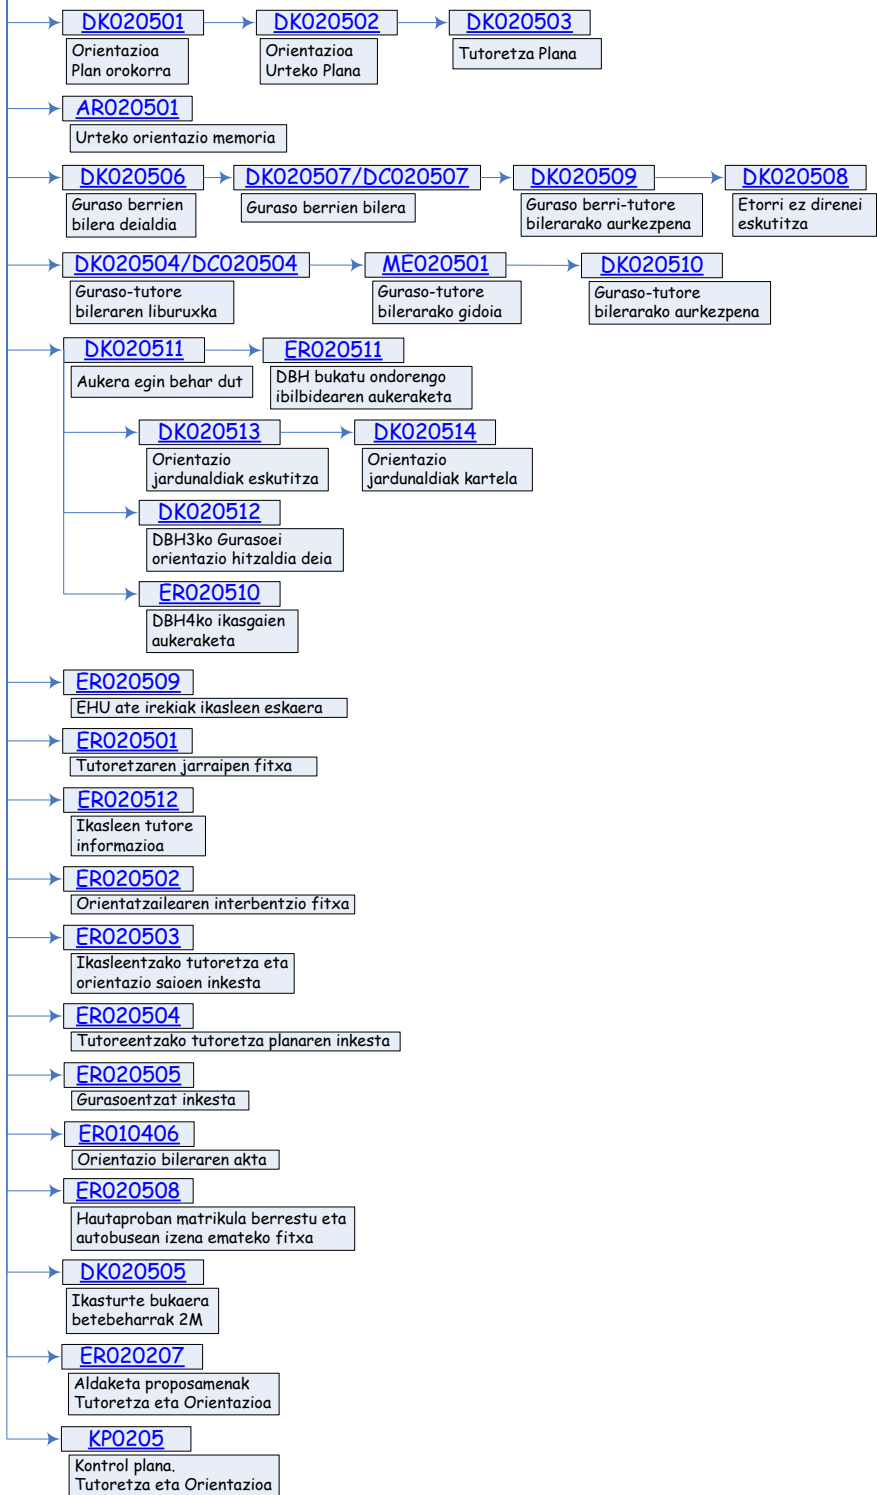 DK020501
Orientazioa
Plan orokorra
DK020502
Orientazioa
Urteko Plana
DK020503
Tutoretza Plana
AR020501
Urteko orientazio memoria
DK020506
Guraso berrien
bilera deialdia
DK020507/DC020507
Guraso berrien bilera
DK020509
Guraso berri-tutore
bilerarako aurkezpena
DK020508
Etorri ez direnei
eskutitza
DK020504/DC020504
Guraso-tutore
bileraren liburuxka
ME020501
Guraso-tutore
bilerarako gidoia
DK020510
Guraso-tutore
bilerarako aurkezpena
DK020511
Aukera egin behar dut
ER020511
DBH bukatu ondorengo
ibilbidearen aukeraketa
DK020513
Orientazio
jardunaldiak eskutitza
DK020514
Orientazio
jardunaldiak kartela
DK020512
DBH3ko Gurasoei
orientazio hitzaldia deia
ER020510
DBH4ko ikasgaien
aukeraketa
ER020509
EHU ate irekiak ikasleen eskaera
ER020501
Tutoretzaren jarraipen fitxa
ER020512
Ikasleen tutore
informazioa
ER020502
Orientatzailearen interbentzio fitxa
ER020503
Ikasleentzako tutoretza eta
orientazio saioen inkesta
ER020504
Tutoreentzako tutoretza planaren inkesta
ER020505
Gurasoentzat inkesta
ER010406
Orientazio bileraren akta
ER020508
Hautaproban matrikula berrestu eta
autobusean izena emateko fitxa
DK020505
Ikasturte bukaera
betebeharrak 2M
ER020207
Aldaketa proposamenak
Tutoretza eta Orientazioa
KP0205
Kontrol plana.
Tutoretza eta Orientazioa